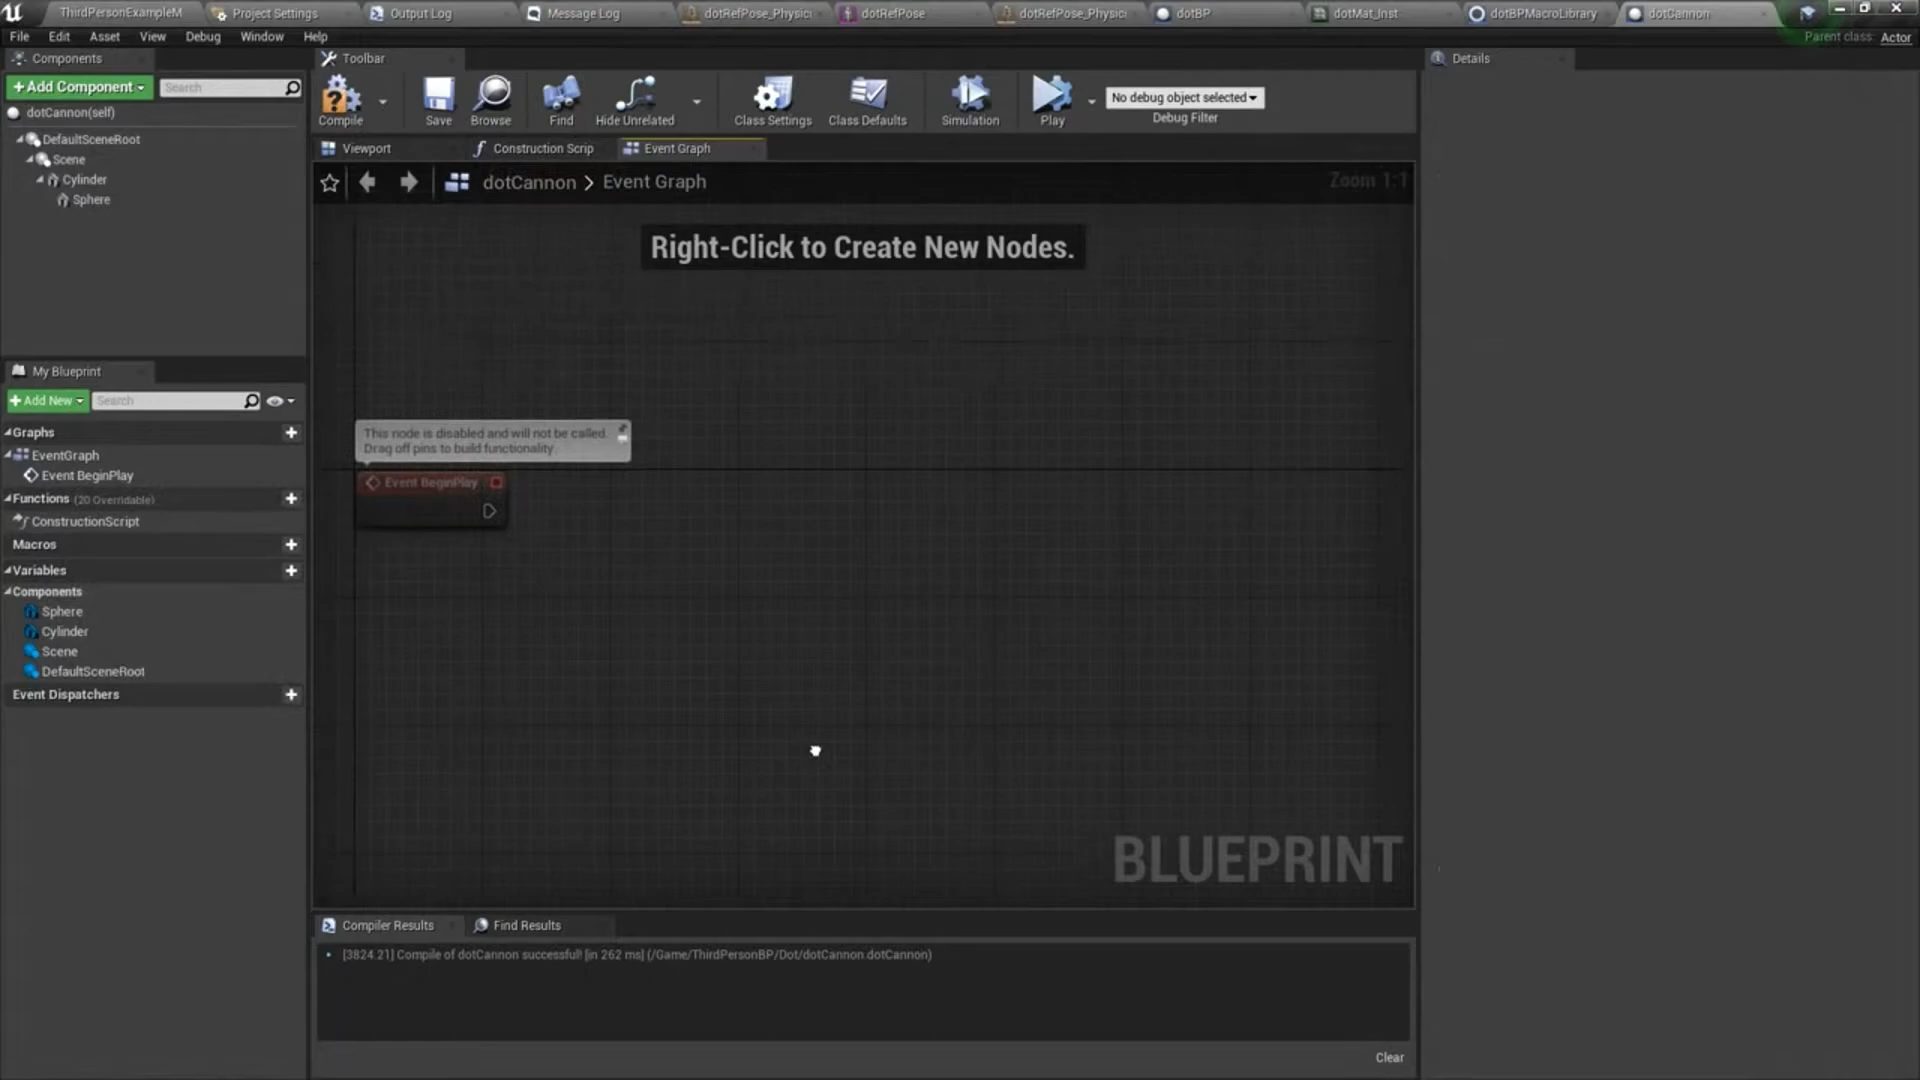 ThirdPersonExampleM
Project Settings
Output Log
Message Log
dotRefPose_Physic
dotRefPose
dotRefPose_Physic
dotBP
dotMat_Inst
dotBPMacroLibrary
dotCannon
File Edit Asset View Debug Window Help
Parent class: Actor
Components
+Add Component
Search
dotCannon(self)
DefaultSceneRoot
Scene
Cylinder
Sphere
My Blueprint
+Add New
Search
Graphs
EventGraph
Event BeginPlay
Functions (20 Overridable)
ConstructionScript
Macros
Variables
Components
Sphere
Cylinder
Scene
DefaultSceneRoot
Event Dispatchers
Toolbar
Compile
Save
Browse
Find
Hide Unrelated
Class Settings
Class Defaults
Simulation
Play
No debug object selected
Debug Filter
Viewport
Construction Scrip
Event Graph
dotCannon > Event Graph
Zoom 1:1
Right-Click to Create New Nodes.
This node is disabled and will not be called.
Drag off pins to build functionality.
Event BeginPlay
BLUEPRINT
Compiler Results
Find Results
[3824.21] Compile of dotCannon successful! [in 262 ms] (/Game/ThirdPersonBP/Dot/dotCannon.dotCannon)
Clear
Details